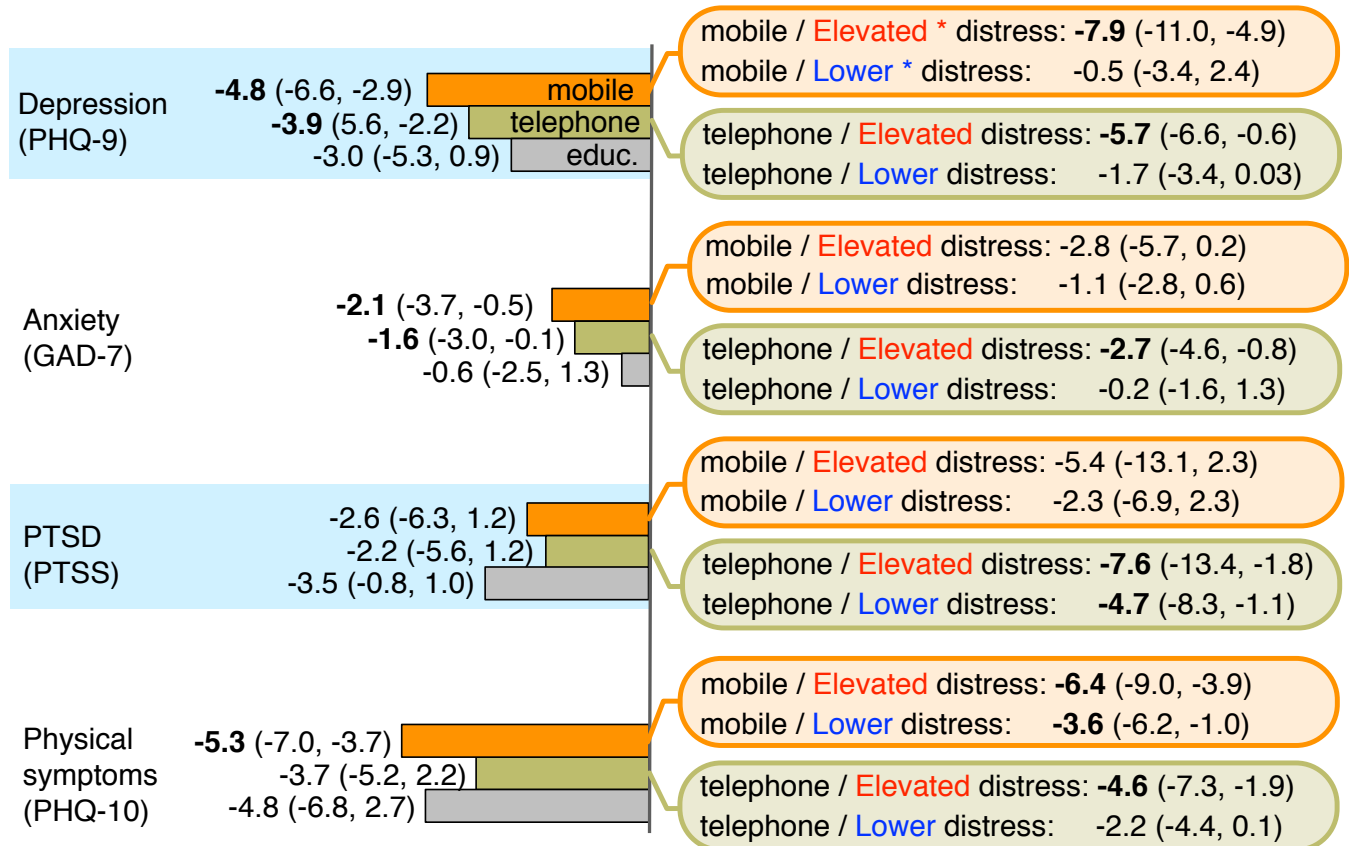 mobile / Elevated * distress: -7.9 (-11.0, -4.9)
mobile / Lower * distress: -0.5 (-3.4, 2.4)
Depression
(PHQ-9)
-4.8 (-6.6, -2.9) mobile
-3.9 (5.6, -2.2) telephone
-3.0 (-5.3, 0.9) educ.
telephone / Elevated distress: -5.7 (-6.6, -0.6)
telephone / Lower distress: -1.7 (-3.4, 0.03)
mobile / Elevated distress: -2.8 (-5.7, 0.2)
mobile / Lower distress: -1.1 (-2.8, 0.6)
Anxiety
(GAD-7)
-2.1 (-3.7, -0.5)
-1.6 (-3.0, -0.1)
-0.6 (-2.5, 1.3)
telephone / Elevated distress: -2.7 (-4.6, -0.8)
telephone / Lower distress: -0.2 (-1.6, 1.3)
mobile / Elevated distress: -5.4 (-13.1, 2.3)
mobile / Lower distress: -2.3 (-6.9, 2.3)
PTSD
(PTSS)
-2.6 (-6.3, 1.2)
-2.2 (-5.6, 1.2)
-3.5 (-0.8, 1.0)
telephone / Elevated distress: -7.6 (-13.4, -1.8)
telephone / Lower distress: -4.7 (-8.3, -1.1)
mobile / Elevated distress: -6.4 (-9.0, -3.9)
mobile / Lower distress: -3.6 (-6.2, -1.0)
Physical
symptoms
(PHQ-10)
-5.3 (-7.0, -3.7)
-3.7 (-5.2, 2.2)
-4.8 (-6.8, 2.7)
telephone / Elevated distress: -4.6 (-7.3, -1.9)
telephone / Lower distress: -2.2 (-4.4, 0.1)